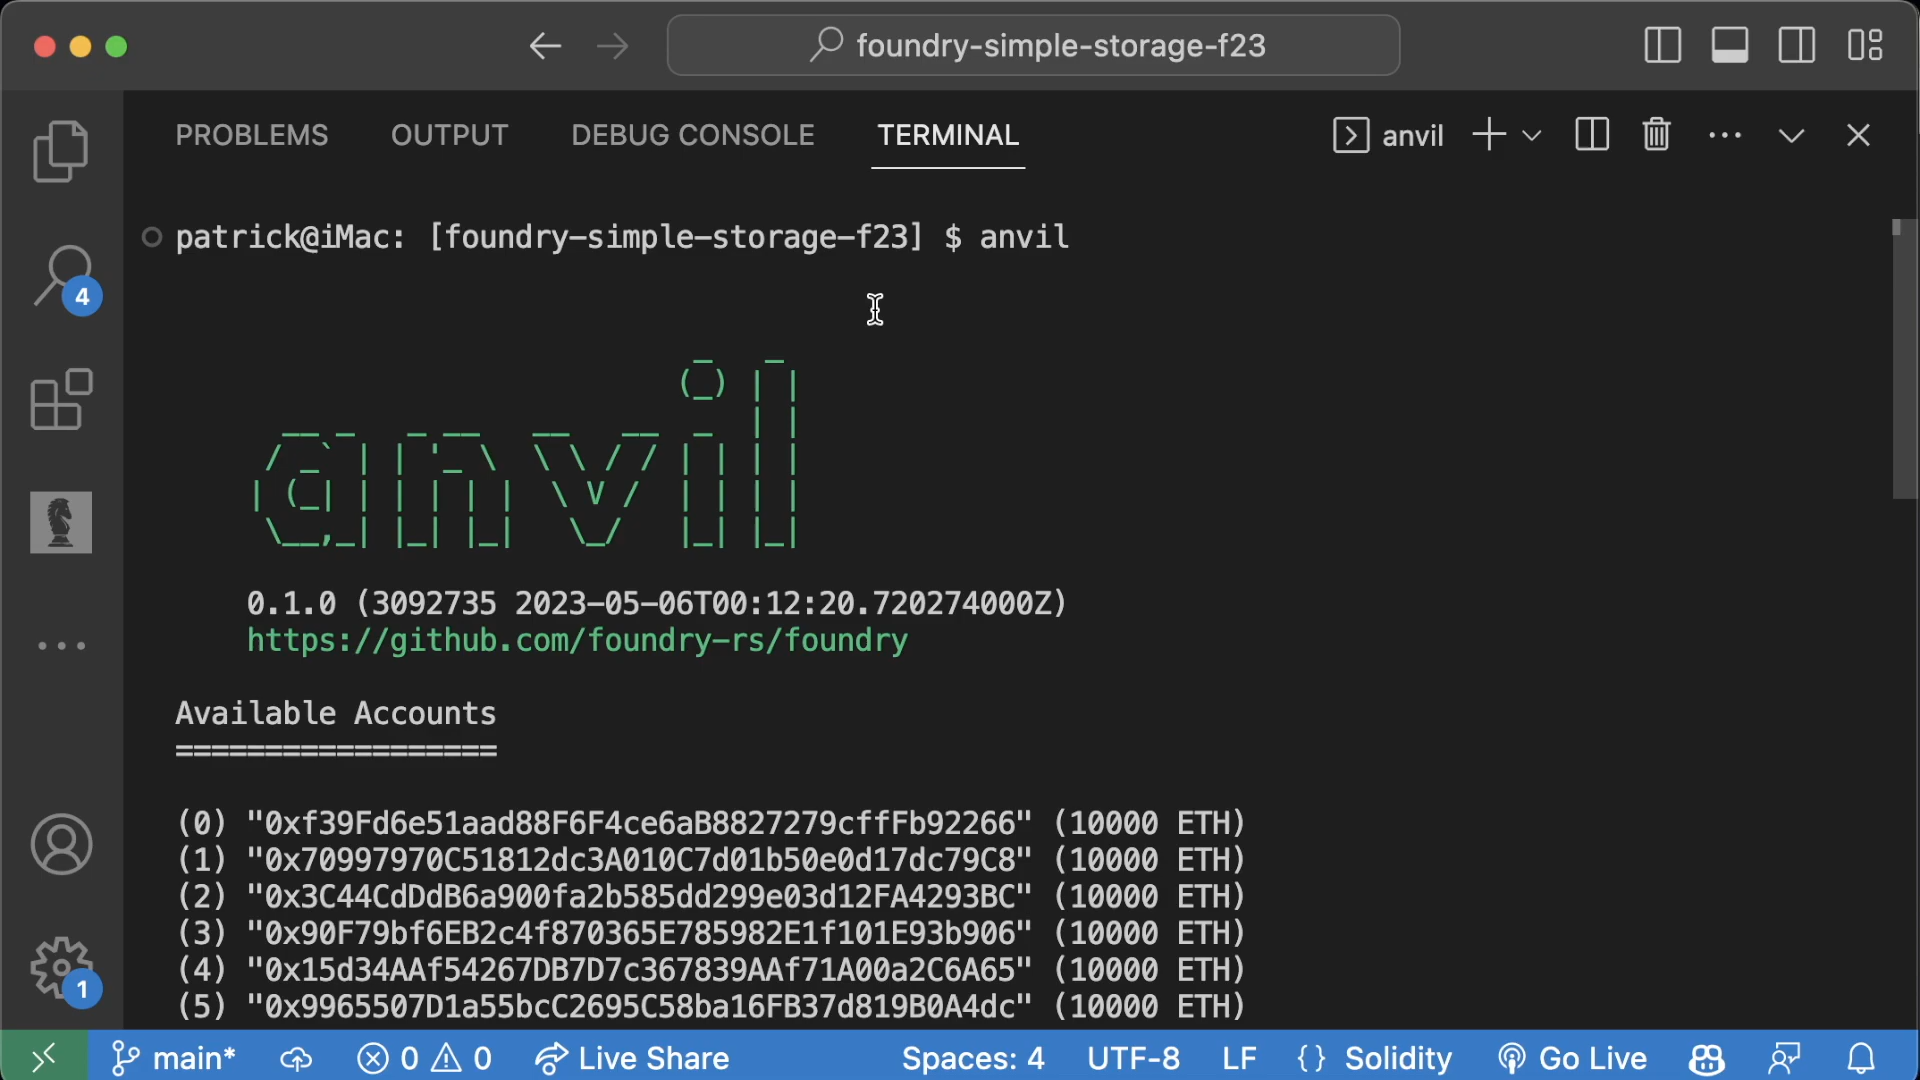 foundry-simple-storage-f23
PROBLEMS OUTPUT DEBUG CONSOLE TERMINAL anvil
patrick@iMac: [foundry-simple-storage-f23] $ anvil
4
anvil
0.1.0 (3092735 2023-05-06T00:12:20.720274000Z)
https://github.com/foundry-rs/foundry
Available Accounts
==================
(0) "0xf39Fd6e51aad88F6F4ce6aB8827279cffFb92266" (10000 ETH)
(1) "0x70997970C51812dc3A010C7d01b50e0d17dc79C8" (10000 ETH)
(2) "0x3C44CdDdB6a900fa2b585dd299e03d12FA4293BC" (10000 ETH)
(3) "0x90F79bf6EB2c4f870365E785982E1f101E93b906" (10000 ETH)
(4) "0x15d34AAf54267DB7D7c367839AAf71A00a2C6A65" (10000 ETH)
(5) "0x9965507D1a55bcC2695C58ba16FB37d819B0A4dc" (10000 ETH)
1
main* 0 0 Live Share Spaces: 4 UTF-8 LF {} Solidity Go Live